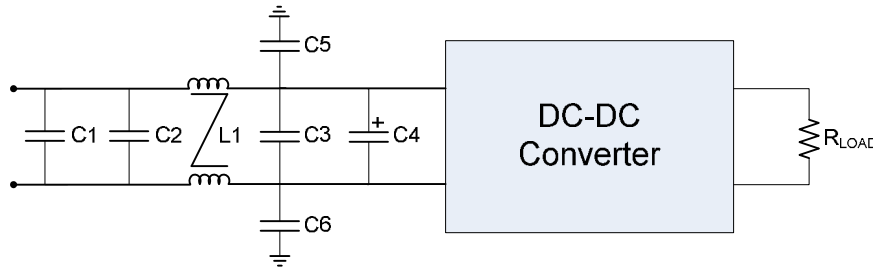 C5
C1
C2
L1
C3
+
C4
DC-DC
Converter
RLOAD
C6